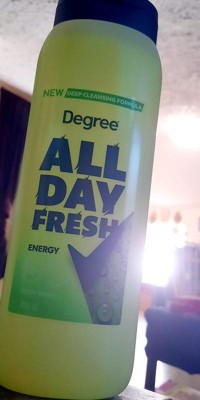 NEW DEEP-CLEANSING FORMULA
Degree
ALL
DAY
FRESH
ENERGY